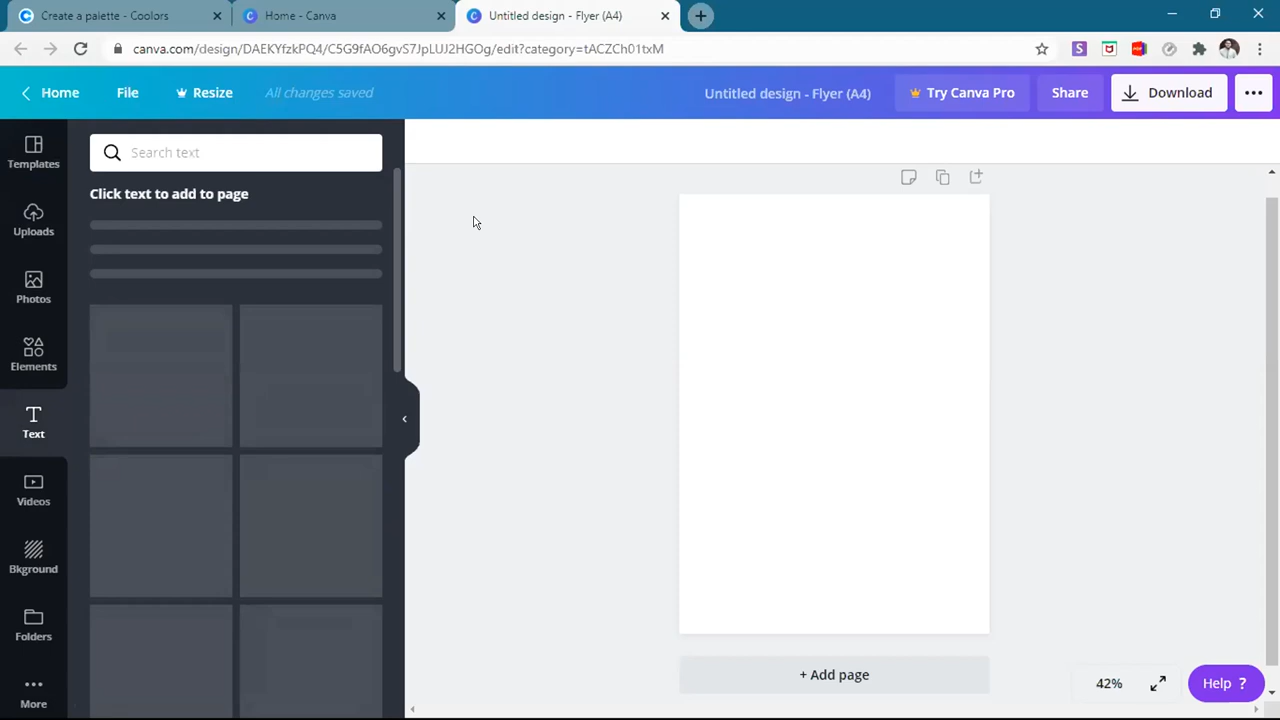 Create a palette - Coolors
Home - Canva
Untitled design - Flyer (A4)
canva.com/design/DAEKYfzkPQ4/C5G9fAO6gvS7JpLUJ2HGOg/edit?category=tACZCh01txM
Home
File
Resize
All changes saved
Untitled design - Flyer (A4)
Try Canva Pro
Share
Download
Templates
Uploads
Photos
Elements
Text
Videos
Bkground
Folders
More
Search text
Click text to add to page
+ Add page
42%
Help ?